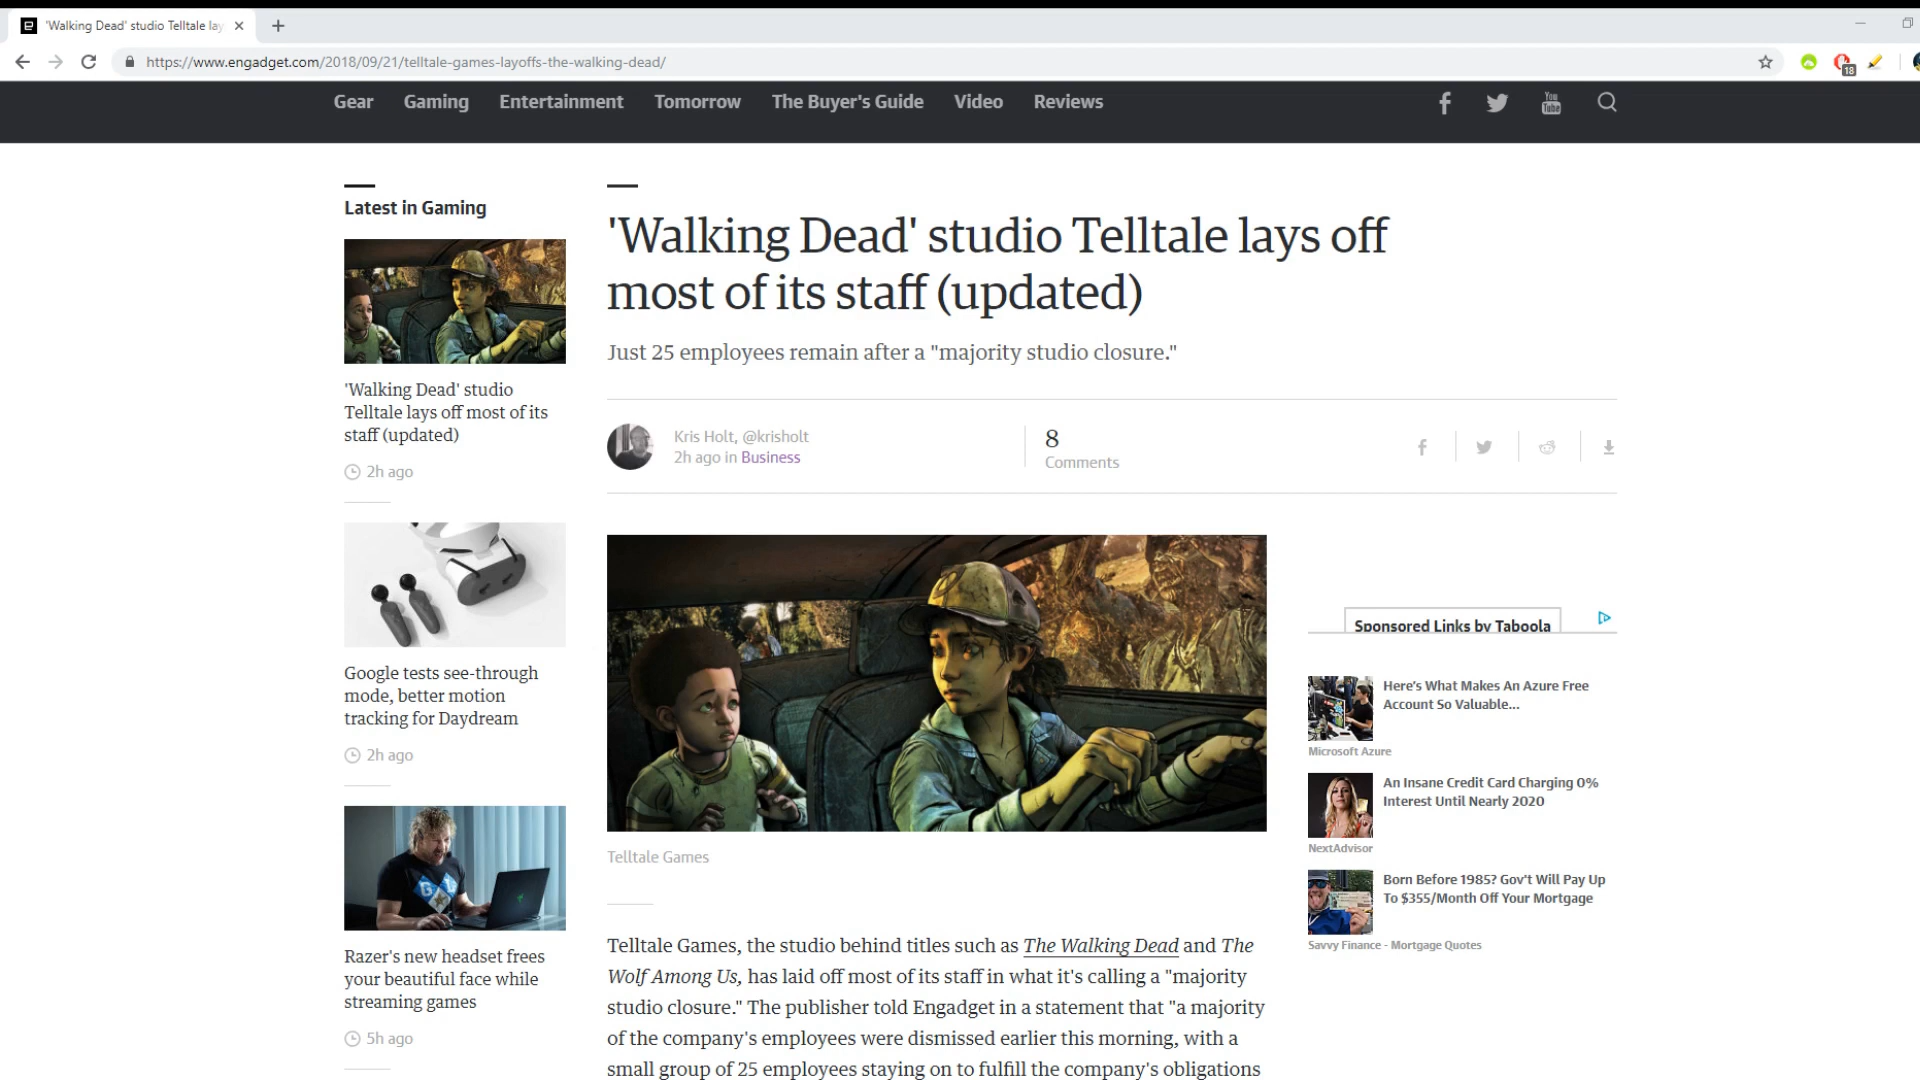 'Walking Dead' studio Telltale lay
https://www.engadget.com/2018/09/21/telltale-games-layoffs-the-walking-dead/
18
Gear Gaming Entertainment Tomorrow The Buyer's Guide Video Reviews
You
Tube
Latest in Gaming
'Walking Dead' studio
Telltale lays off most of its
staff (updated)
2h ago
Google tests see-through
mode, better motion
tracking for Daydream
2h ago
Razer's new headset frees
your beautiful face while
streaming games
5h ago
'Walking Dead' studio Telltale lays off
most of its staff (updated)
Just 25 employees remain after a "majority studio closure."
Kris Holt, @krisholt
2h ago in Business
8
Comments
Telltale Games
Telltale Games, the studio behind titles such as The Walking Dead and The
Wolf Among Us, has laid off most of its staff in what it's calling a "majority
studio closure." The publisher told Engadget in a statement that "a majority
of the company's employees were dismissed earlier this morning, with a
small group of 25 employees staying on to fulfill the company's obligations
Sponsored Links by Taboola
Here's What Makes An Azure Free
Account So Valuable...
Microsoft Azure
An Insane Credit Card Charging 0%
Interest Until Nearly 2020
NextAdvisor
Born Before 1985? Gov't Will Pay Up
To $355/Month Off Your Mortgage
Savvy Finance - Mortgage Quotes